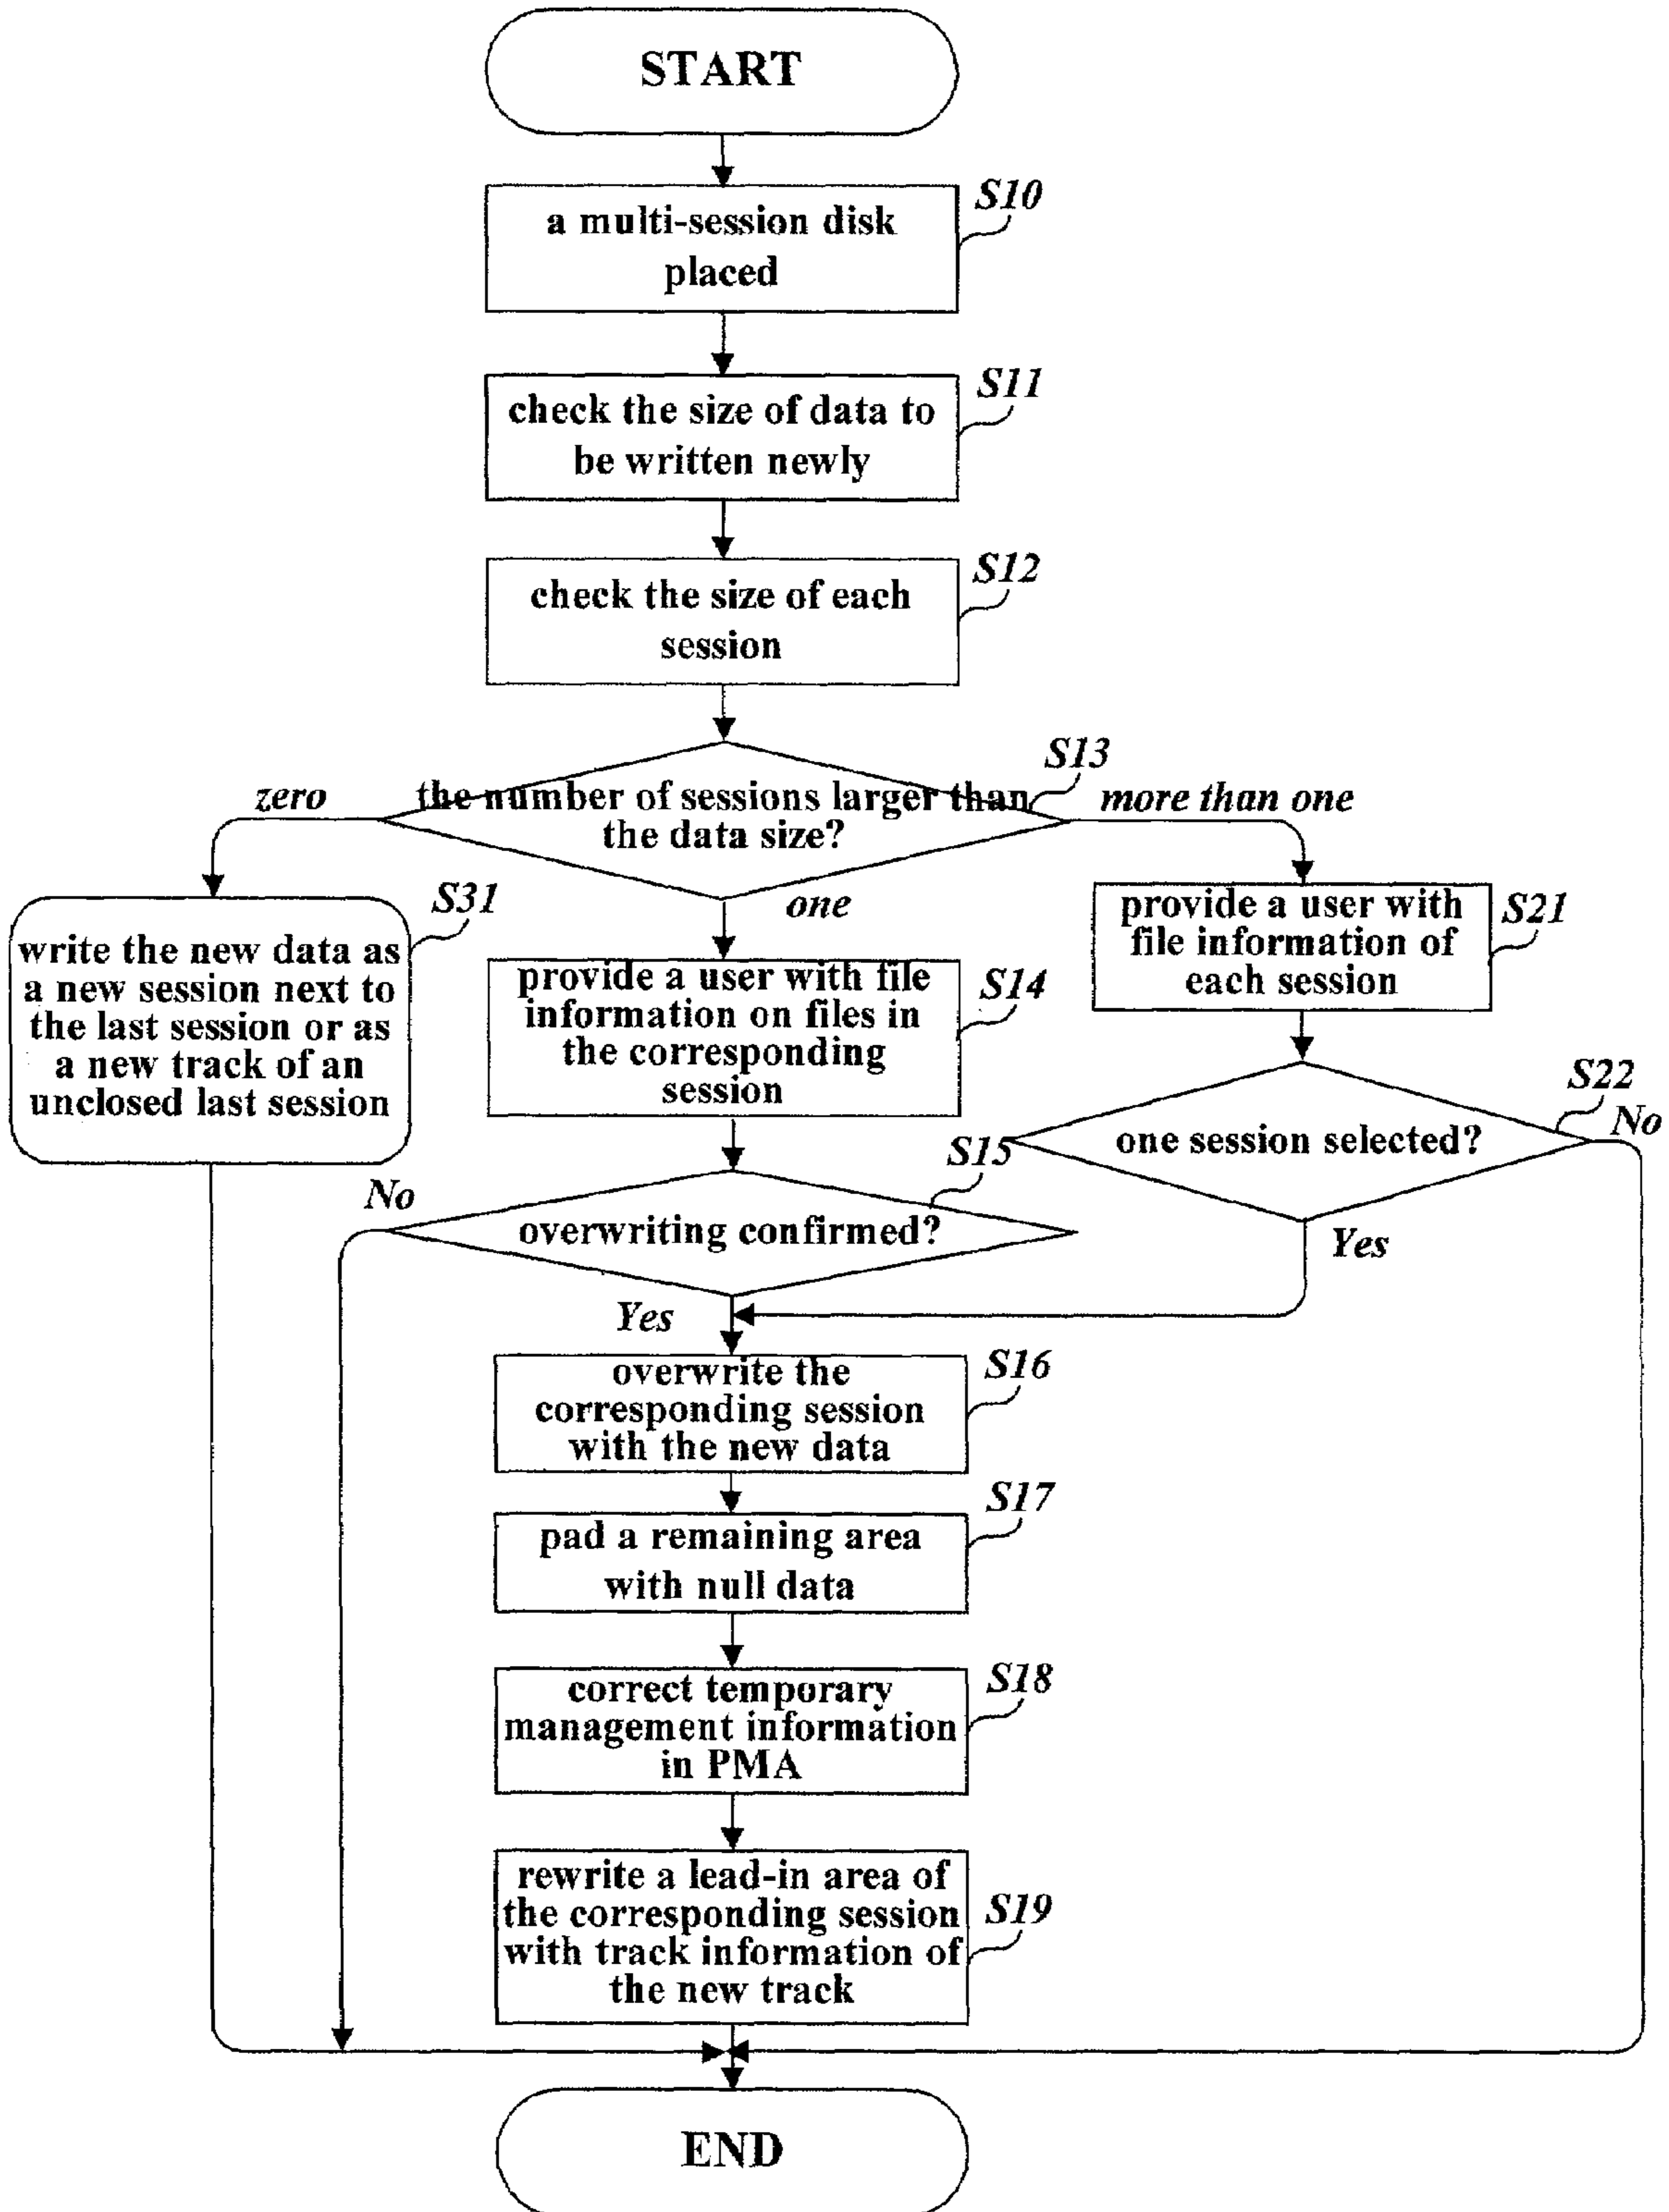 START
S10
a multi-session disk
placed
S11
check the size of data to
be written newly
S12
check the size of each
session
S13
the number of sessions larger than
the data size?
zero
more than one
one
S31
write the new data as
a new session next to
the last session or as
a new track of an
unclosed last session
S14
provide a user with file
information on files in
the corresponding
session
S21
provide a user with
file information of
each session
S22
one session selected?
No
Yes
S15
overwriting confirmed?
No
Yes
S16
overwrite the
corresponding session
with the new data
S17
pad a remaining area
with null data
S18
correct temporary
management information
in PMA
S19
rewrite a lead-in area of
the corresponding session
with track information of
the new track
END